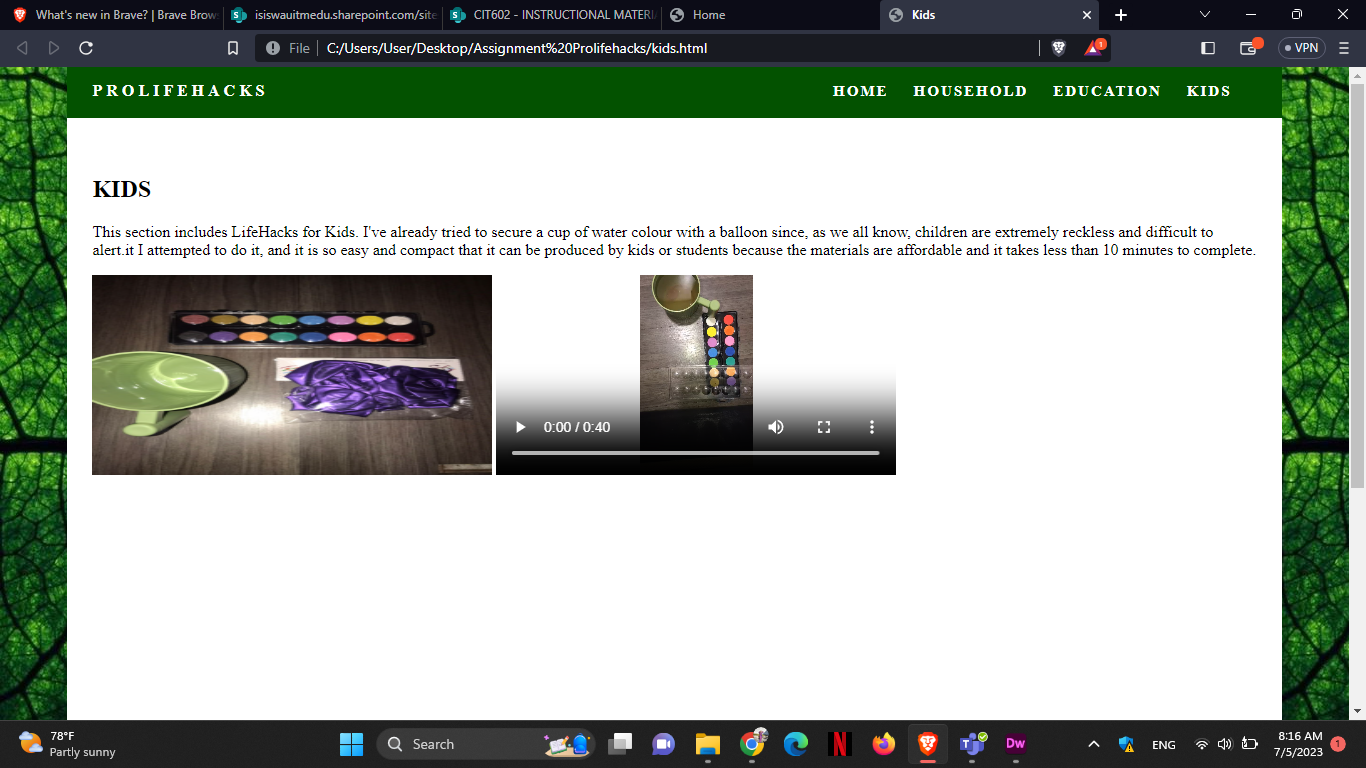 What's new in Brave? | Brave Brow
isiswauitmedu.sharepoint.com/site
CIT602 - INSTRUCTIONAL MATERI
Home
Kids
File
C:/Users/User/Desktop/Assignment%20Prolifehacks/kids.html
1
VPN
PROLIFEHACKS
HOME HOUSEHOLD EDUCATION KIDS
KIDS
This section includes LifeHacks for Kids. I've already tried to secure a cup of water colour with a balloon since, as we all know, children are extremely reckless and difficult to
alert.it I attempted to do it, and it is so easy and compact that it can be produced by kids or students because the materials are affordable and it takes less than 10 minutes to complete.
0:00 / 0:40
78°F
Partly sunny
Search
N
Dw
ENG
8:16 AM
7/5/2023
1